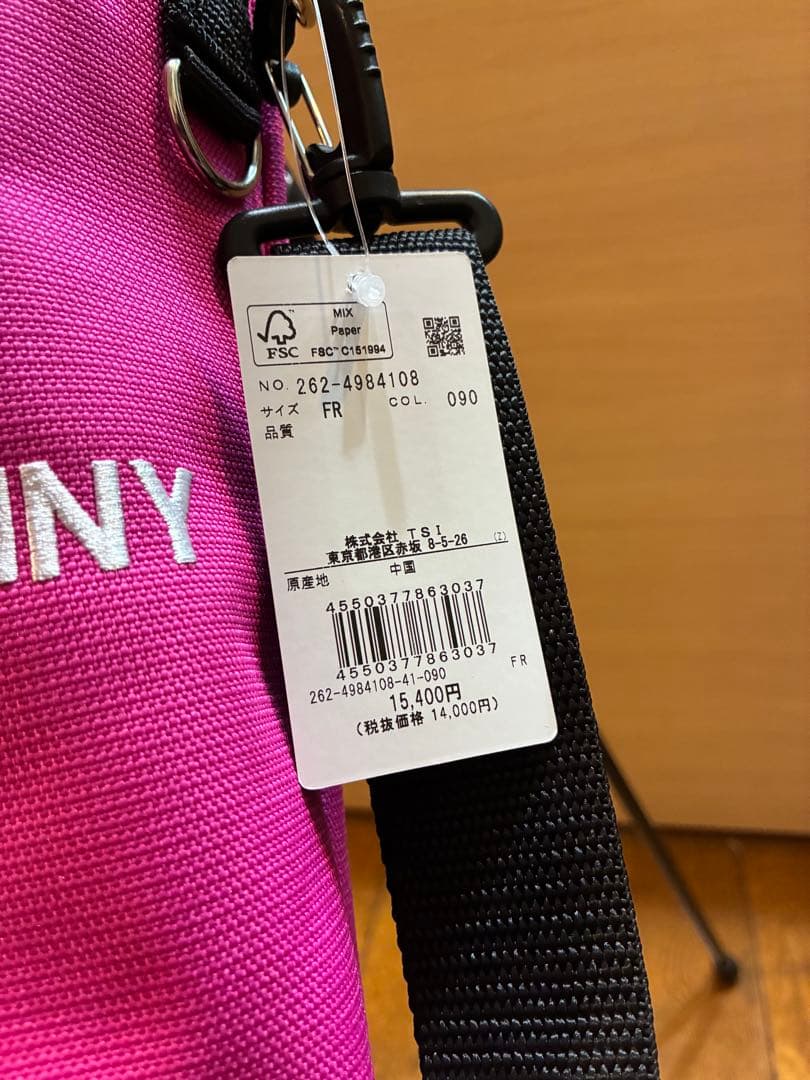 MIX
Paper
FSC™ C151994
FSC
NO. 262-4984108
サイズ FR COL. 090
品質
NNY
株式会社 TSI
東京都港区赤坂 8-5-26 (Z)
原産地 中国
4550377863037
4550377863037
262-4984108-41-090 FR
15,400円
(税抜価格 14,000円)